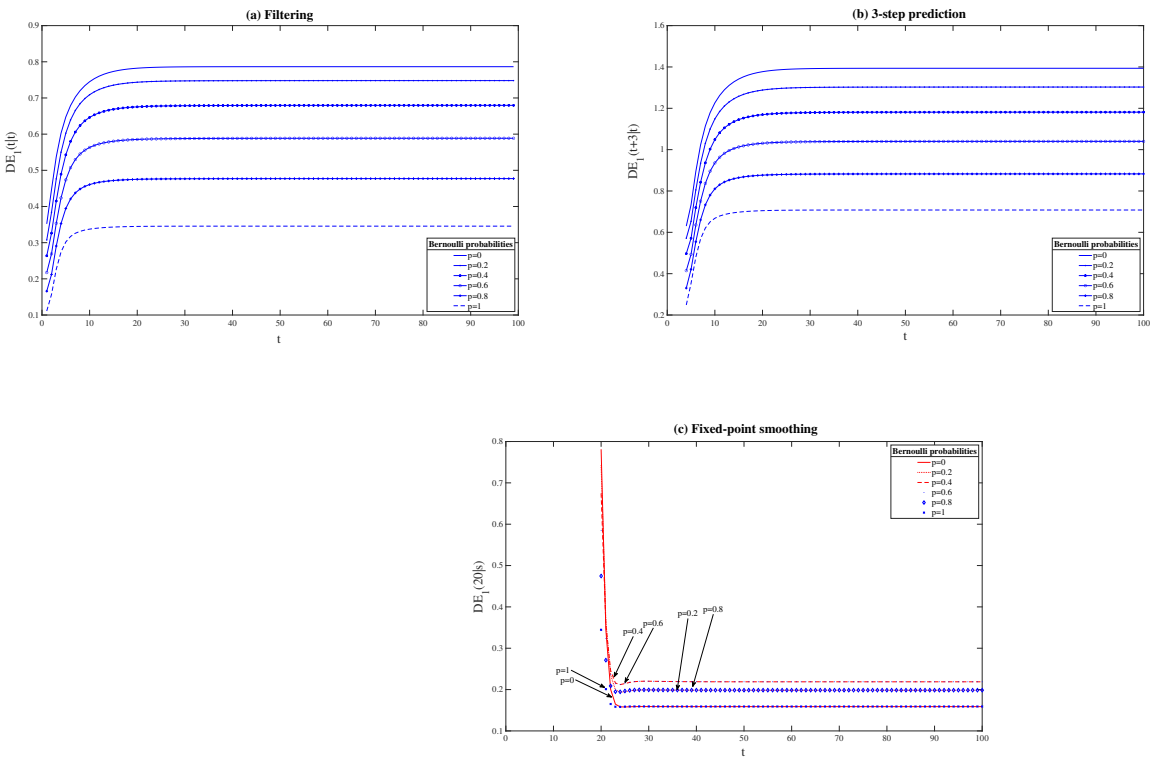 (a) Filtering
DE1(t|t)
0.9
0.8
0.7
0.6
0.5
0.4
0.3
0.2
0.1
0 10 20 30 40 50 60 70 80 90 100
t
Bernoulli probabilities
p=0
p=0.2
p=0.4
p=0.6
p=0.8
p=1
(b) 3-step prediction
DE1(t+3|t)
1.6
1.4
1.2
1
0.8
0.6
0.4
0.2
0 10 20 30 40 50 60 70 80 90 100
t
Bernoulli probabilities
p=0
p=0.2
p=0.4
p=0.6
p=0.8
p=1
(c) Fixed-point smoothing
DE1(20|s)
0.8
0.7
0.6
0.5
0.4
0.3
0.2
0.1
0 10 20 30 40 50 60 70 80 90 100
t
Bernoulli probabilities
p=0
p=0.2
p=0.4
p=0.6
p=0.8
p=1
p=0.4
p=0.6
p=0.2
p=0.8
p=1
p=0